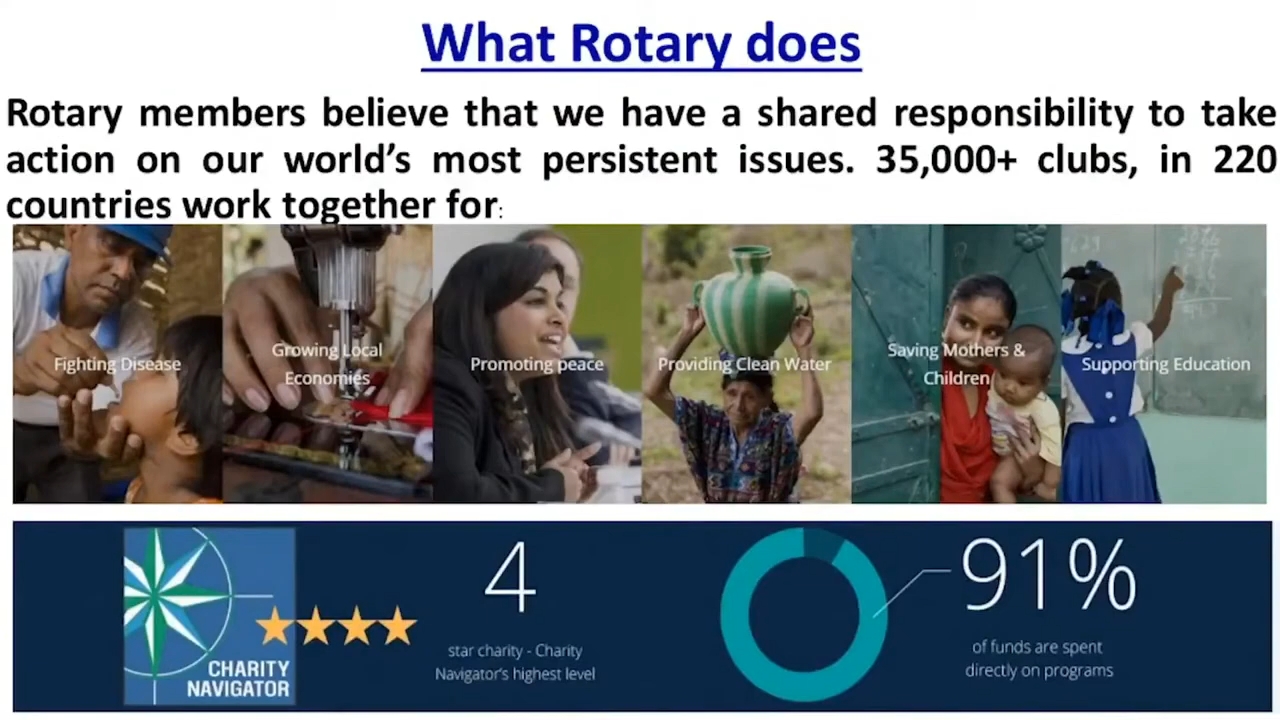 What Rotary does
Rotary members believe that we have a shared responsibility to take
action on our world's most persistent issues. 35,000+ clubs, in 220
countries work together for:
Fighting Disease
Growing Local
Economies
Promoting peace
Providing Clean Water
Saving Mothers &
Children
Supporting Education
CHARITY
NAVIGATOR
4
star charity - Charity
Navigator's highest level
91%
of funds are spent
directly on programs